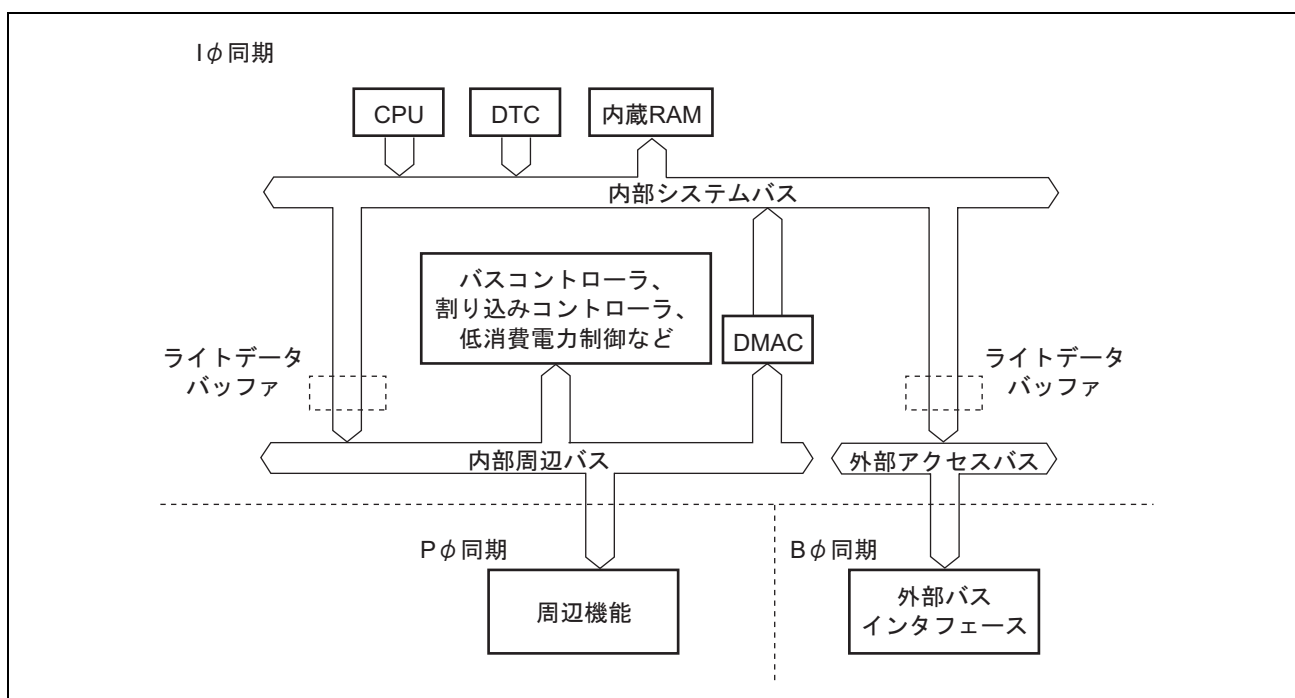 Iφ同期
CPU
DTC
内蔵RAM
内部システムバス
バスコントローラ、
割り込みコントローラ、
低消費電力制御など
DMAC
ライトデータ
バッファ
ライトデータ
バッファ
内部周辺バス
外部アクセスバス
Pφ同期
Bφ同期
周辺機能
外部バス
インタフェース